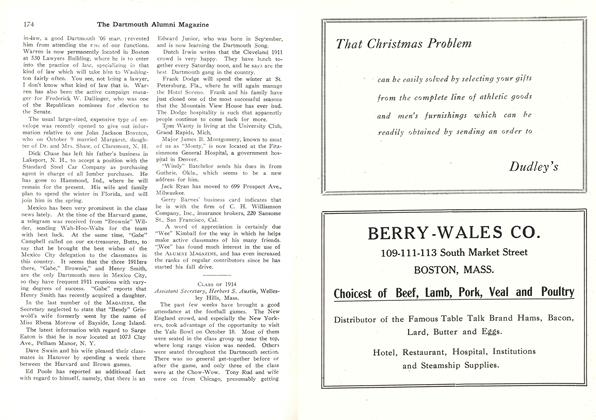 174 The Dartmouth Alumni Magazine
in-law, a good Dartmouth '06 man, prevented
him from attending the rest of our functions.
Warren is now permanently located in Boston
at 530 Lawyers Building, where he is to enter
into the practice of law, specializing in that
kind of law which will take him to Washing-
ton fairly often. You see, not being a lawyer,
I don't know what kind of law that is. War-
ren has also been the active campaign mana-
ger for Frederick W. Dallinger, who was one
of the Republican nominees for election to
the Senate.
The usual large-sized, expensive type of en-
velope was recently opened to give out infor-
mation relative to one John Jackson Boynton,
who on October 9 married Margaret, daugh-
ter of Dr. and Mrs. Shaw, of Claremont, N. H.
Dick Chase has left his father's business in
Lakeport, N. H., to accept a position with the
Standard Steel Car Company as purchasing
agent in charge of all lumber purchases. He
has gone to Hammond, Ind., where he will
remain for the present. His wife and family
plan to spend the winter in Florida, and will
join him in the spring.
Mexico has been very prominent in the class
news lately. At the time of the Harvard game,
a telegram was received from "Brownie" Wil-
der, sending Wah-Hoo-Wahs for the team
with best luck. At the same time, "Gabe"
Campbell called on our ex-treasurer, Butts, to
say that he brought the best wishes of the
Mexico City delegation to the classmates in
this country. It seems that the three 1911ers
there, "Gabe," Brownie," and Henry Smith,
are the only Dartmouth men in Mexico City,
so they have frequent 1911 reunions with vary-
ing degrees of success. "Gabe" reports that
Henry Smith has recently acquired a daughter.
In the last number of the MAGAZINE, the
Secretary neglected to state that "Bendy" Gris-
wold's wife formerly went by the name of
Miss Rhena Morrow of Bayside, Long Island.
The latest information with regard to Sarge
Eaton is that he is now located at 1073 Clay
Ave., Pelham Manor, N. Y.
Dave Swain and his wife pleased their class-
mates in Hanover by spending a week there
between the Harvard and Brown games.
Ed Poole has reported an additional fact
with regard to himself, namely, that there is an
Edward Junior, who was born in September,
and is now learning the Dartmouth Song.
Dutch Irwin writes that the Cleveland 1911
crowd is very happy. They have lunch to-
gether every Saturday noon, and he says are the
best Dartmouth gang in the country.
Frank Dodge will spend the winter at St.
Petersburg, Fla., where he will again manage
the Hotel Soreno. Frank and his family have
just closed one of the most successful seasons
that the Mountain View House has ever had.
The Dodge hospitality is such that apparently
people continue to come back for more.
Tom Wanty is living at the University Club,
Grand Rapids, Mich.
Major James B. Montgomery, known to most
of us as "Monty," is now located at the Fitz-
simmons General Hospital, a government hos-
pital in Denver.
"Windy" Batchelor sends his dues in from
Guthrie, Okla., which seems to be a new
address for him.
Jack Ryan has moved to 699 Prospect Ave.,
Milwaukee.
Gerry Barnes' business card indicates that
he is with the firm of C. H. Williamson
Company, Inc., insurance brokers, 220 Sansome
St., San Francisco, Cal.
A word of appreciation is certainly due
"Wee" Kimball for the way in which he helps
make active classmates of his many friends.
"Wee" has found much interest in use of
the ALUMNI MAGAZINE, and has even increased
the ranks of regular contributors since he has
started his fall drive.
CLASS OF 1914
Assistant Secretary, Herbert S. Austin, Welles-
ley Hills, Mass.
The past few weeks have brought a good
attendance at the football games. The New
England crowd, and especially the New York-
ers, took advantage of the opportunity to visit
the Yale Bowl on October 18. Most of them
were seated in the class group up near the top,
where long range vision was needed. Others
were seated throughout the Dartmouth section.
There was no general get-together before or
after the game, and only three of the class
were at the Chow-Wow. Tony Rud and wife
were on from Chicago, presumably getting
That Christmas Problem
can be easily solved by selecting your gifts
from the complete line of athletic goods
and men's furnishings which can be
readily obtained by sending an order to
Dudley's
BERRY-WALES CO.
109-111-113 South Market Street
BOSTON, MASS.
Choicest of Beef, Lamb, Pork, Veal and Poultry
Distributor of the Famous Table Talk Brand Hams, Bacon,
Lard, Butter and Eggs.
Hotel, Restaurant, Hospital, Institutions
and Steamship Supplies.